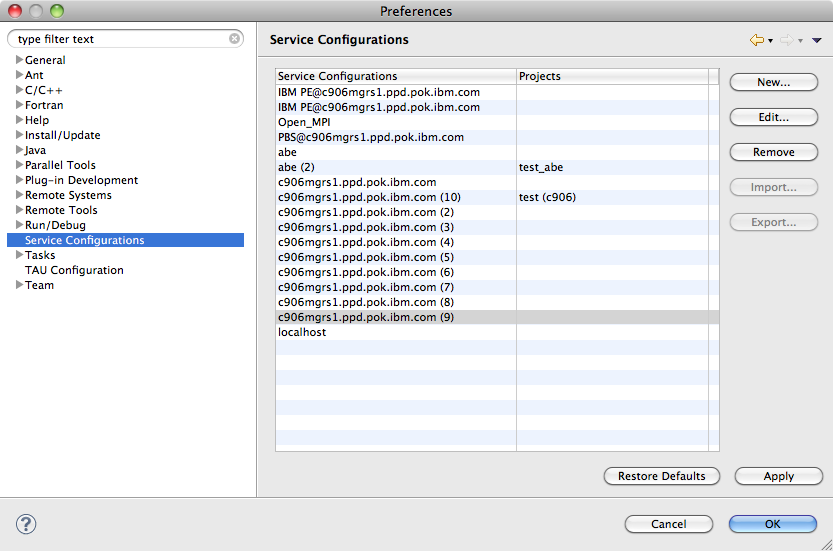 Preferences
type filter text
General
Ant
C/C++
Fortran
Help
Install/Update
Java
Parallel Tools
Plug-in Development
Remote Systems
Remote Tools
Run/Debug
Service Configurations
Tasks
TAU Configuration
Team
Service Configurations
Service Configurations Projects
IBM PE@c906mgrs1.ppd.pok.ibm.com
IBM PE@c906mgrs1.ppd.pok.ibm.com
Open_MPI
PBS@c906mgrs1.ppd.pok.ibm.com
abe
abe (2) test_abe
c906mgrs1.ppd.pok.ibm.com
c906mgrs1.ppd.pok.ibm.com (10) test (c906)
c906mgrs1.ppd.pok.ibm.com (2)
c906mgrs1.ppd.pok.ibm.com (3)
c906mgrs1.ppd.pok.ibm.com (4)
c906mgrs1.ppd.pok.ibm.com (5)
c906mgrs1.ppd.pok.ibm.com (6)
c906mgrs1.ppd.pok.ibm.com (7)
c906mgrs1.ppd.pok.ibm.com (8)
c906mgrs1.ppd.pok.ibm.com (9)
localhost
New...
Edit...
Remove
Import...
Export...
Restore Defaults Apply
? Cancel OK